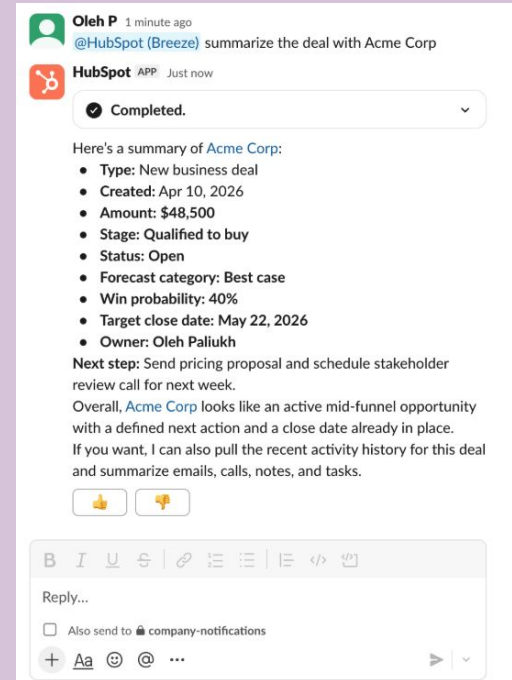 Oleh P 1 minute ago
@HubSpot (Breeze) summarize the deal with Acme Corp
HubSpot APP Just now
Completed.
Here's a summary of Acme Corp:
• Type: New business deal
• Created: Apr 10, 2026
• Amount: $48,500
• Stage: Qualified to buy
• Status: Open
• Forecast category: Best case
• Win probability: 40%
• Target close date: May 22, 2026
• Owner: Oleh Paliukh
Next step: Send pricing proposal and schedule stakeholder
review call for next week.
Overall, Acme Corp looks like an active mid-funnel opportunity
with a defined next action and a close date already in place.
If you want, I can also pull the recent activity history for this deal
and summarize emails, calls, notes, and tasks.
B I U S
Reply...
Also send to company-notifications
+ Aa @ •••